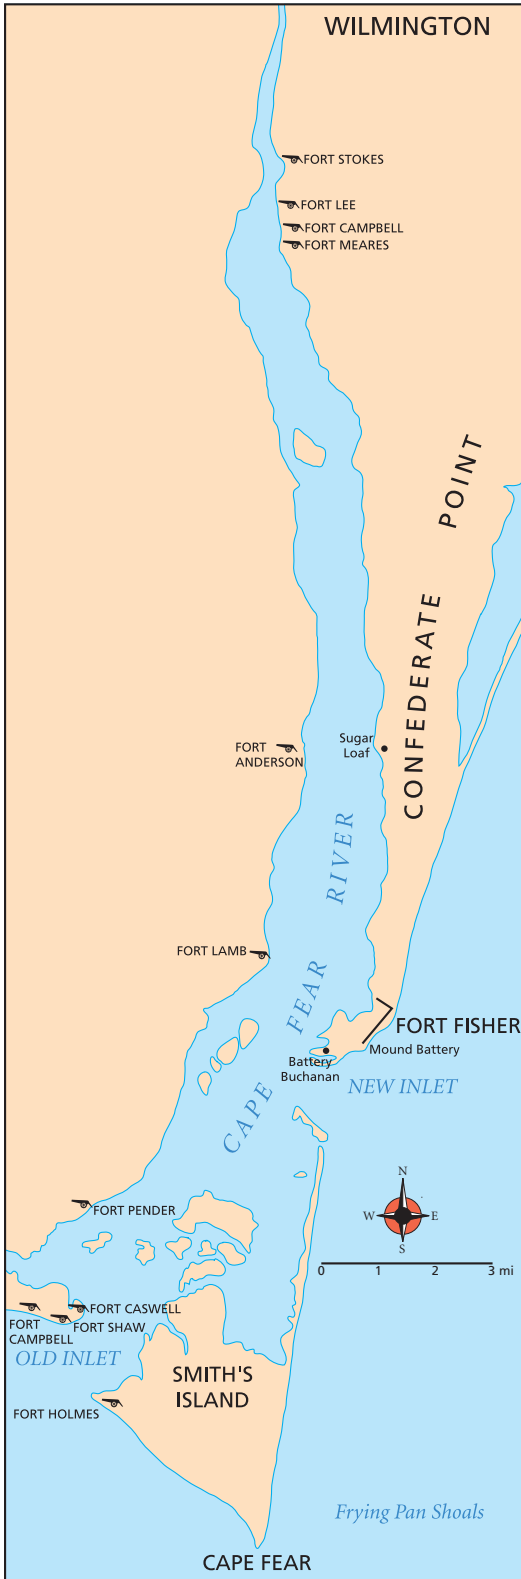 WILMINGTON
FORT STOKES
FORT LEE
FORT CAMPBELL
FORT MEARES
CONFEDERATE POINT
FORT
ANDERSON
Sugar
Loaf
CAPE FEAR RIVER
FORT LAMB
FORT FISHER
Mound Battery
Battery
Buchanan
NEW INLET
FORT PENDER
N
W
E
S
0 1 2 3 mi
FORT CASWELL
FORT SHAW
FORT
CAMPBELL
OLD INLET
SMITH'S
ISLAND
FORT HOLMES
Frying Pan Shoals
CAPE FEAR